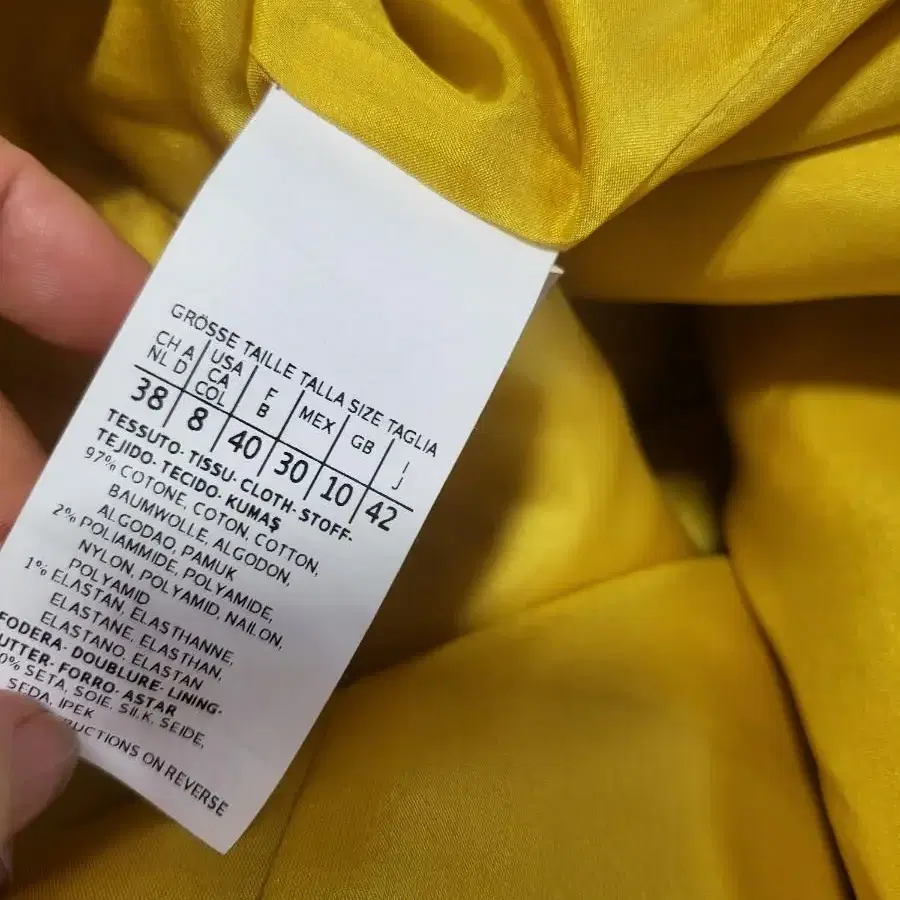 GRÖSSE TAILLE TALLA SIZE TAGLIA
CH A NL D | USA CA COL | F B | MEX | GB | I J
38 | 8 | 40 | 30 | 10 | 42
TESSUTO- TISSU- CLOTH- STOFF-
TEJIDO- TECIDO- KUMAŞ
97% COTONE, COTON, COTTON,
BAUMWOLLE, ALGODON,
ALGODAO, PAMUK
2% POLIAMMIDE, POLYAMIDE,
NYLON, POLYAMID, NAILON,
POLYAMID
1% ELASTAN, ELASTHANNE,
ELASTANE, ELASTHAN,
ELASTANO, ELASTAN
FODERA- DOUBLURE- LINING-
FORRO- ASTAR
SETA, SOIE, SILK, SEIDE,
SEDA, IPEK
ON REVERSE